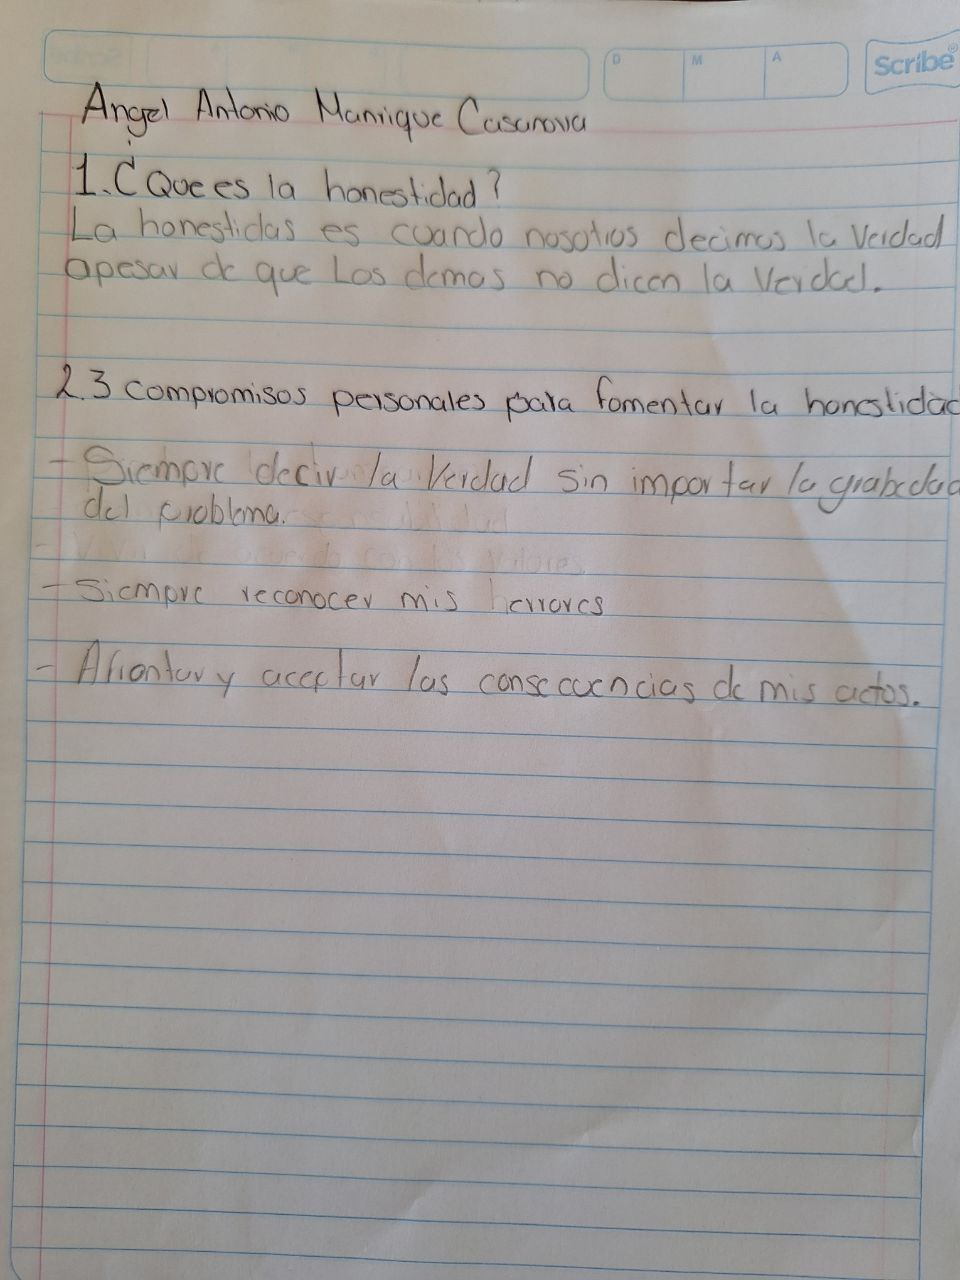 Scribe
D M A
Angel Antonio Manrique Casanova
1. ¿Que es la honestidad?
La honestidas es cuando nosotros decimos la Verdad
apesar de que Los demas no dicen la Verdad.
2. 3 compromisos personales para fomentar la honestidad
- Siempre decir la Verdad sin importar la grabedad
del problema.
- Siempre reconocer mis herrores
- Afrontar y aceptar las consecuencias de mis actos.